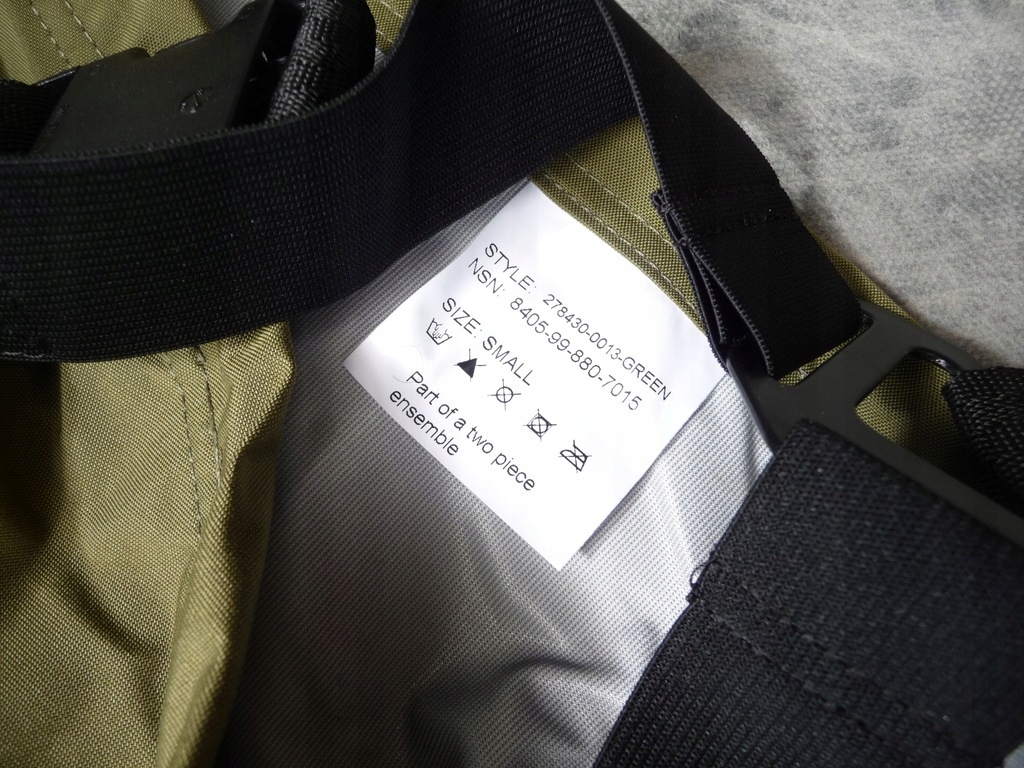 STYLE: 278430-0013-GREEN
NSN: 8405-99-880-7015
SIZE: SMALL
Part of a two piece
ensemble